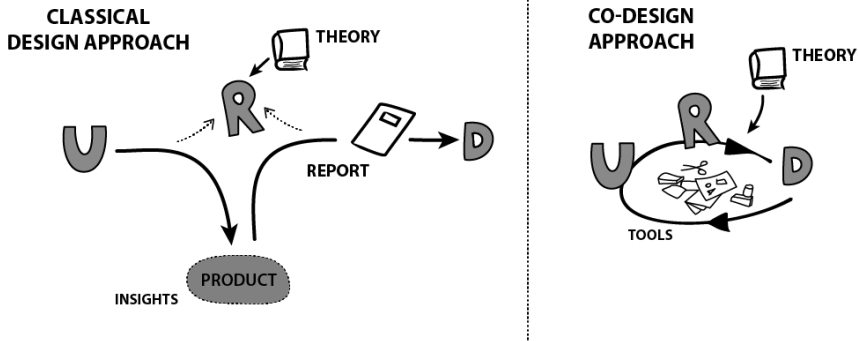 CLASSICAL
DESIGN APPROACH
THEORY
R
U
REPORT
D
PRODUCT
INSIGHTS
CO-DESIGN
APPROACH
THEORY
R
U
D
TOOLS